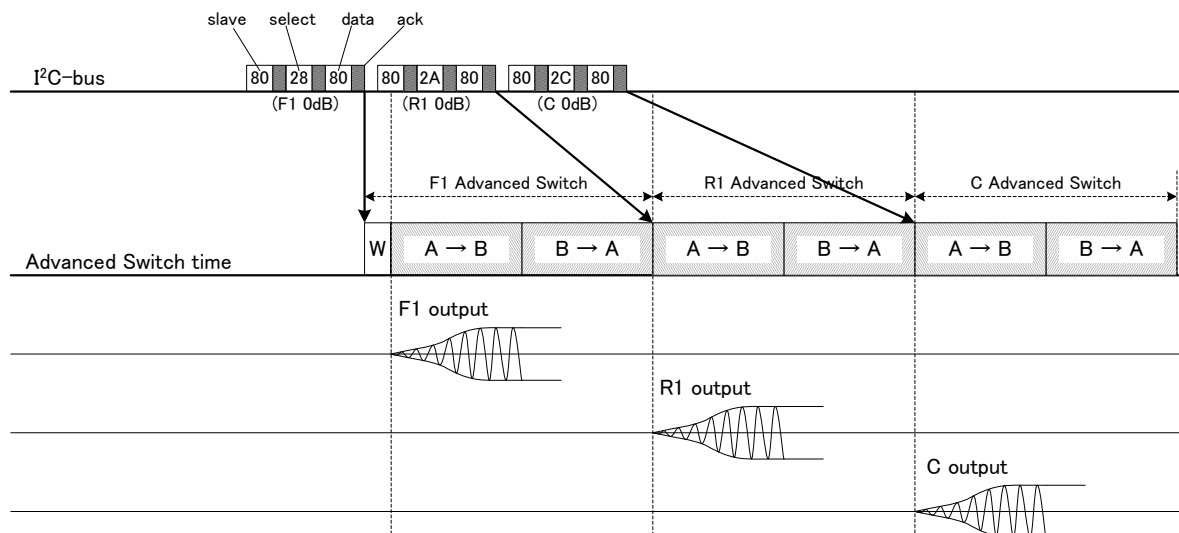 slave select data ack
I²C-bus
80 28 80 80 2A 80 80 2C 80
(F1 0dB) (R1 0dB) (C 0dB)
F1 Advanced Switch R1 Advanced Switch C Advanced Switch
Advanced Switch time
W A → B B → A A → B B → A A → B B → A
F1 output
R1 output
C output